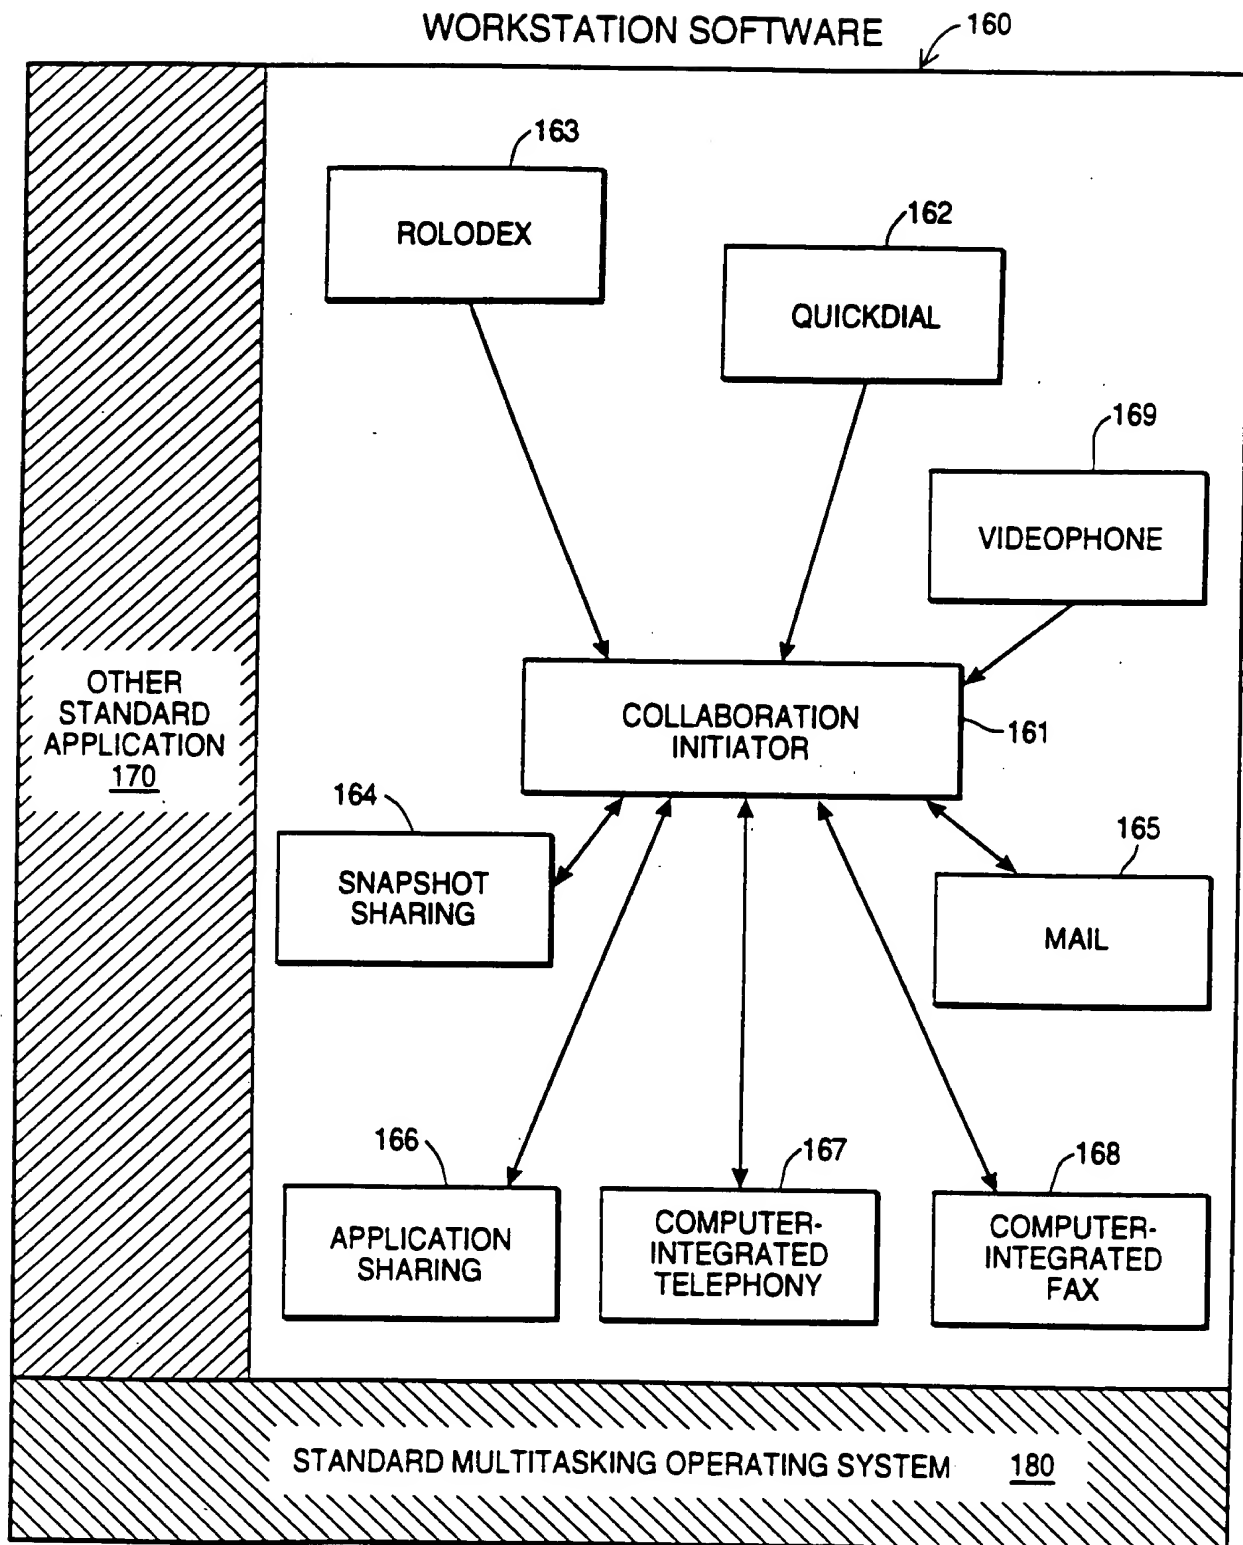 WORKSTATION SOFTWARE
160
163
ROLODEX
162
QUICKDIAL
169
VIDEOPHONE
OTHER
STANDARD
APPLICATION
170
COLLABORATION
INITIATOR
161
164
SNAPSHOT
SHARING
165
MAIL
166
APPLICATION
SHARING
167
COMPUTER-
INTEGRATED
TELEPHONY
168
COMPUTER-
INTEGRATED
FAX
STANDARD MULTITASKING OPERATING SYSTEM 180